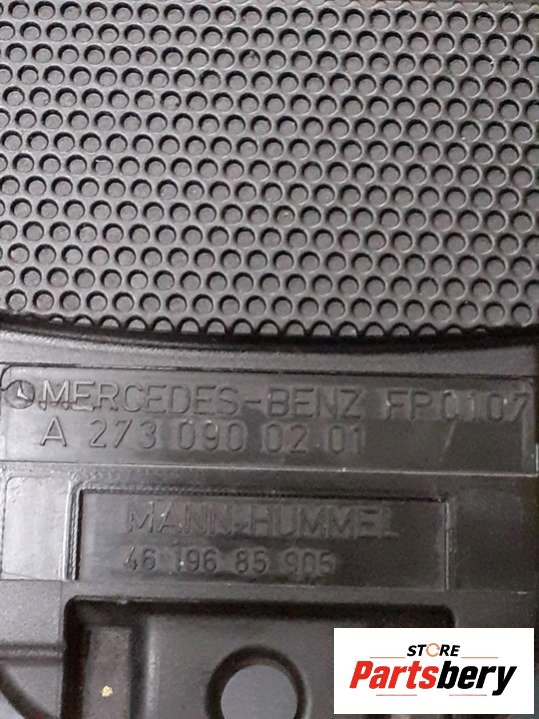 MERCEDES-BENZ FP0107
A 273 090 02 01
MANN+HUMMEL
46 196 85 905
STORE
Partsbery